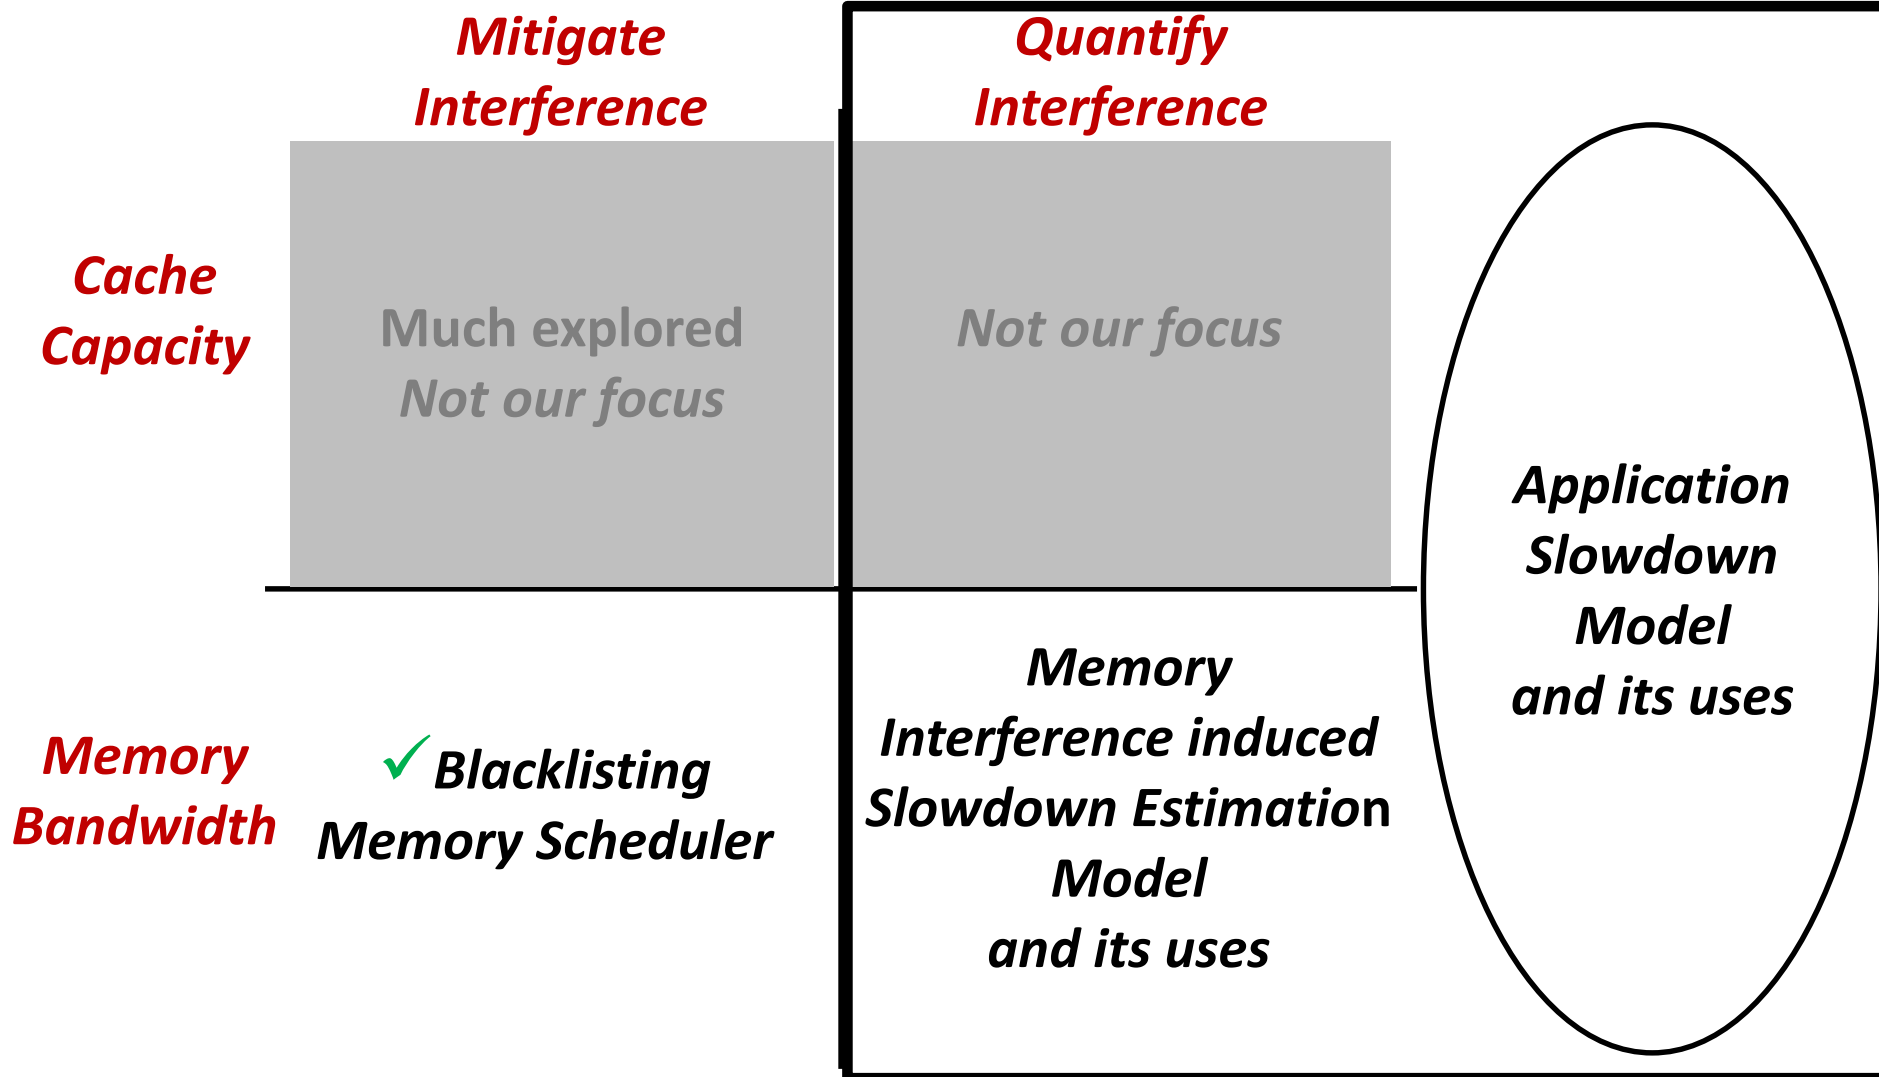 Mitigate
Interference
Quantify
Interference
Cache
Capacity
Much explored
Not our focus
Not our focus
Application
Slowdown
Model
and its uses
Memory
Bandwidth
✓Blacklisting
Memory Scheduler
Memory
Interference induced
Slowdown Estimation
Model
and its uses